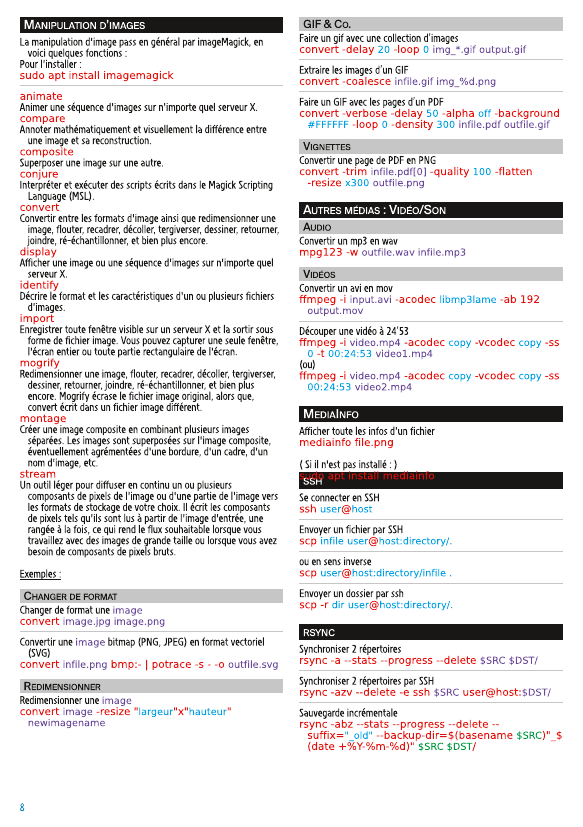 MANIPULATION D'IMAGES
La manipulation d'image pass en général par imageMagick, en
voici quelques fonctions :
Pour l'installer :
sudo apt install imagemagick
animate
Animer une séquence d'images sur n'importe quel serveur X.
compare
Annoter mathématiquement et visuellement la différence entre
une image et sa reconstruction.
composite
Superposer une image sur une autre.
conjure
Interpréter et exécuter des scripts écrits dans le Magick Scripting
Language (MSL).
convert
Convertir entre les formats d'image ainsi que redimensionner une
image, flouter, recadrer, décoller, tergiverser, dessiner, retourner,
joindre, ré-échantillonner, et bien plus encore.
display
Afficher une image ou une séquence d'images sur n'importe quel
serveur X.
identify
Décrire le format et les caractéristiques d'un ou plusieurs fichiers
d'images.
import
Enregistrer toute fenêtre visible sur un serveur X et la sortir sous
forme de fichier image. Vous pouvez capturer une seule fenêtre,
l'écran entier ou toute partie rectangulaire de l'écran.
mogrify
Redimensionner une image, flouter, recadrer, décoller, tergiverser,
dessiner, retourner, joindre, ré-échantillonner, et bien plus
encore. Mogrify écrase le fichier image original, alors que,
convert écrit dans un fichier image différent.
montage
Créer une image composite en combinant plusieurs images
séparées. Les images sont superposées sur l'image composite,
éventuellement agrémentées d'une bordure, d'un cadre, d'un
nom d'image, etc.
stream
Un outil léger pour diffuser en continu un ou plusieurs
composants de pixels de l'image ou d'une partie de l'image vers
les formats de stockage de votre choix. Il écrit les composants
de pixels tels qu'ils sont lus à partir de l'image d'entrée, une
rangée à la fois, ce qui rend le flux souhaitable lorsque vous
travaillez avec des images de grande taille ou lorsque vous avez
besoin de composants de pixels bruts.
Exemples :
CHANGER DE FORMAT
Changer de format une image
convert image.jpg image.png
Convertir une image bitmap (PNG, JPEG) en format vectoriel
(SVG)
convert infile.png bmp:- | potrace -s - -o outfile.svg
REDIMENSIONNER
Redimensionner une image
convert image -resize "largeur"x"hauteur"
newimagename
8
GIF & CO.
Faire un gif avec une collection d'images
convert -delay 20 -loop 0 img_*.gif output.gif
Extraire les images d'un GIF
convert -coalesce infile.gif img_%d.png
Faire un GIF avec les pages d'un PDF
convert -verbose -delay 50 -alpha off -background
#FFFFFF -loop 0 -density 300 infile.pdf outfile.gif
VIGNETTES
Convertir une page de PDF en PNG
convert -trim infile.pdf[0] -quality 100 -flatten
-resize x300 outfile.png
AUTRES MÉDIAS : VIDÉO/SON
AUDIO
Convertir un mp3 en wav
mpg123 -w outfile.wav infile.mp3
VIDÉOS
Convertir un avi en mov
ffmpeg -i input.avi -acodec libmp3lame -ab 192
output.mov
Découper une vidéo à 24'53
ffmpeg -i video.mp4 -acodec copy -vcodec copy -ss
0 -t 00:24:53 video1.mp4
(ou)
ffmpeg -i video.mp4 -acodec copy -vcodec copy -ss
00:24:53 video2.mp4
MEDIAINFO
Afficher toute les infos d'un fichier
mediainfo file.png
( Si il n'est pas installé : )
sudo apt install mediainfo
SSH
Se connecter en SSH
ssh user@host
Envoyer un fichier par SSH
scp infile user@host:directory/.
ou en sens inverse
scp user@host:directory/infile .
Envoyer un dossier par ssh
scp -r dir user@host:directory/.
RSYNC
Synchroniser 2 répertoires
rsync -a --stats --progress --delete $SRC $DST/
Synchroniser 2 répertoires par SSH
rsync -azv --delete -e ssh $SRC user@host:$DST/
Sauvegarde incrémentale
rsync -abz --stats --progress --delete --
suffix="_old" --backup-dir=$(basename $SRC)"_$
(date +%Y-%m-%d)" $SRC $DST/